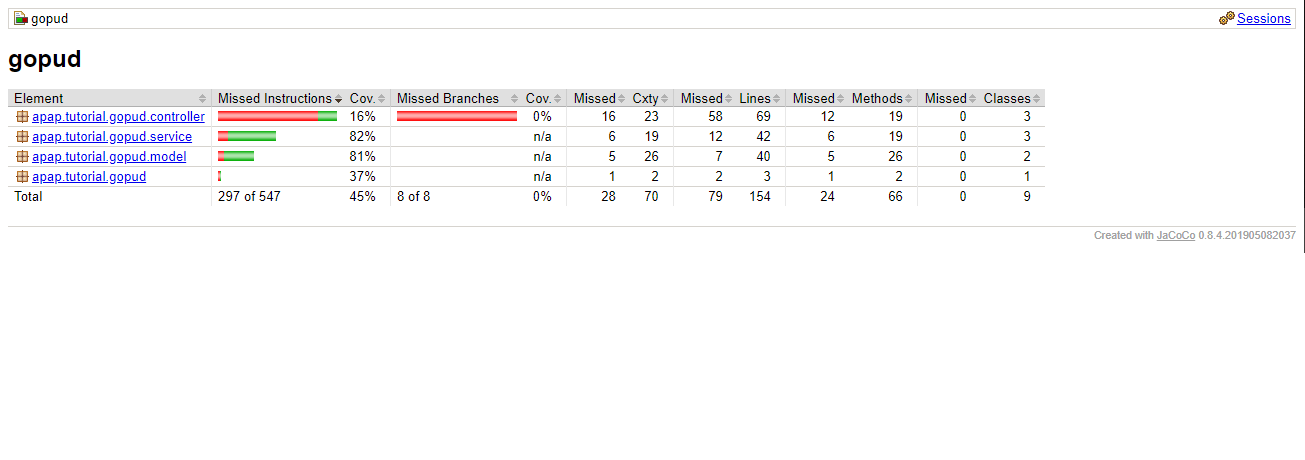 gopud Sessions
gopud
Element Missed Instructions Cov. Missed Branches Cov. Missed Cxty Missed Lines Missed Methods Missed Classes
apap.tutorial.gopud.controller 16% 0% 16 23 58 69 12 19 0 3
apap.tutorial.gopud.service 82% n/a 6 19 12 42 6 19 0 3
apap.tutorial.gopud.model 81% n/a 5 26 7 40 5 26 0 2
apap.tutorial.gopud 37% n/a 1 2 2 3 1 2 0 1
Total 297 of 547 45% 8 of 8 0% 28 70 79 154 24 66 0 9
Created with JaCoCo 0.8.4.201905082037